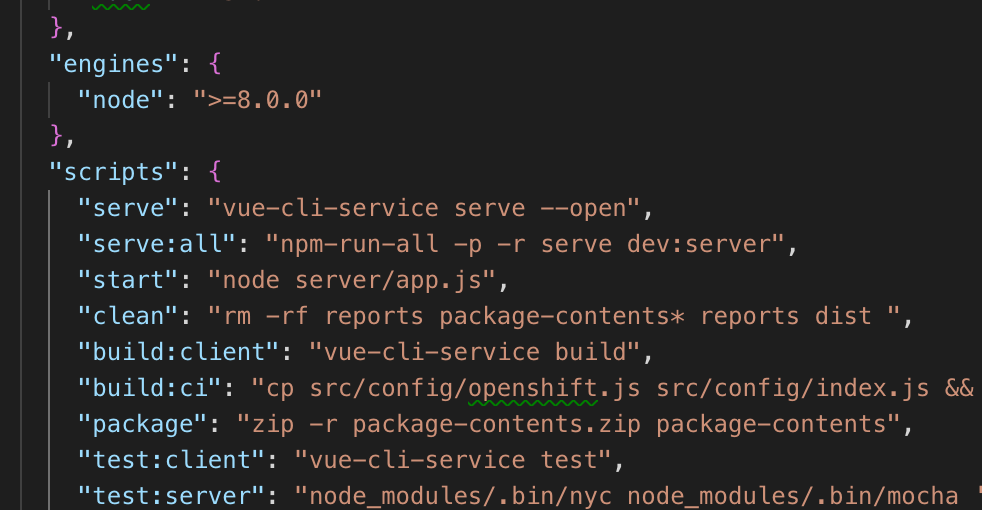 },
"engines": {
"node": ">=8.0.0"
},
"scripts": {
"serve": "vue-cli-service serve --open",
"serve:all": "npm-run-all -p -r serve dev:server",
"start": "node server/app.js",
"clean": "rm -rf reports package-contents* reports dist ",
"build:client": "vue-cli-service build",
"build:ci": "cp src/config/openshift.js src/config/index.js &&
"package": "zip -r package-contents.zip package-contents",
"test:client": "vue-cli-service test",
"test:server": "node_modules/.bin/nyc node_modules/.bin/mocha